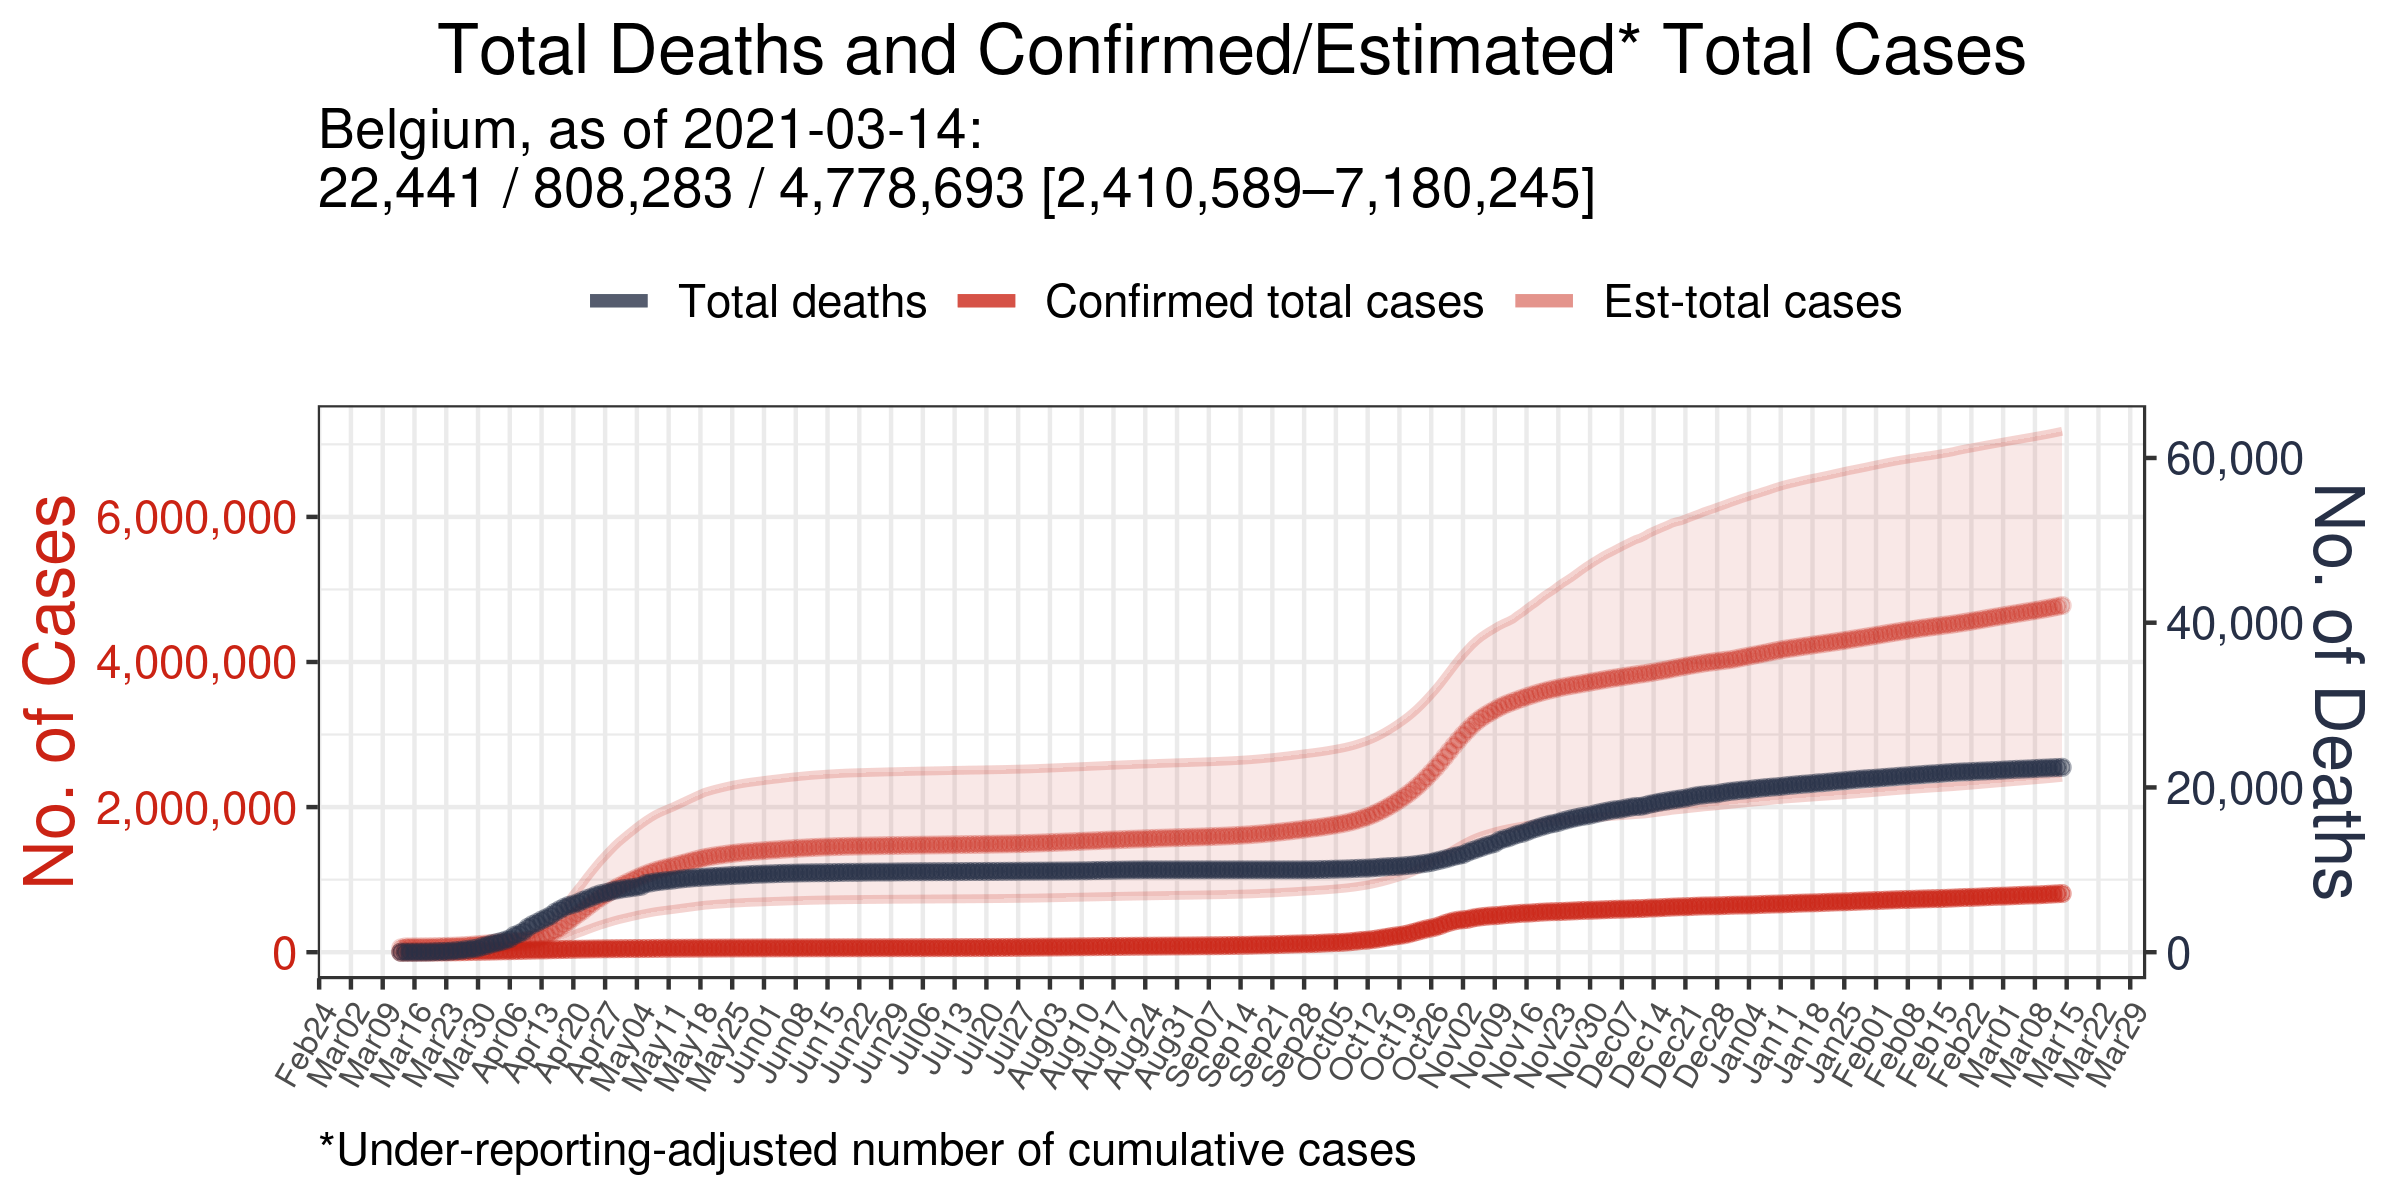 Total Deaths and Confirmed/Estimated* Total Cases
Belgium, as of 2021-03-14:
22,441 / 808,283 / 4,778,693 [2,410,589–7,180,245]
Total deaths
Confirmed total cases
Est-total cases
No. of Cases
6,000,000
4,000,000
2,000,000
0
60,000
40,000
20,000
0
No. of Deaths
Feb24
Mar02
Mar09
Mar16
Mar23
Mar30
Apr06
Apr13
Apr20
Apr27
May04
May11
May18
May25
Jun01
Jun08
Jun15
Jun22
Jun29
Jul06
Jul13
Jul20
Jul27
Aug03
Aug10
Aug17
Aug24
Aug31
Sep07
Sep14
Sep21
Sep28
Oct05
Oct12
Oct19
Oct26
Nov02
Nov09
Nov16
Nov23
Nov30
Dec07
Dec14
Dec21
Dec28
Jan04
Jan11
Jan18
Jan25
Feb01
Feb08
Feb15
Feb22
Mar01
Mar08
Mar15
Mar22
Mar29
*Under-reporting-adjusted number of cumulative cases